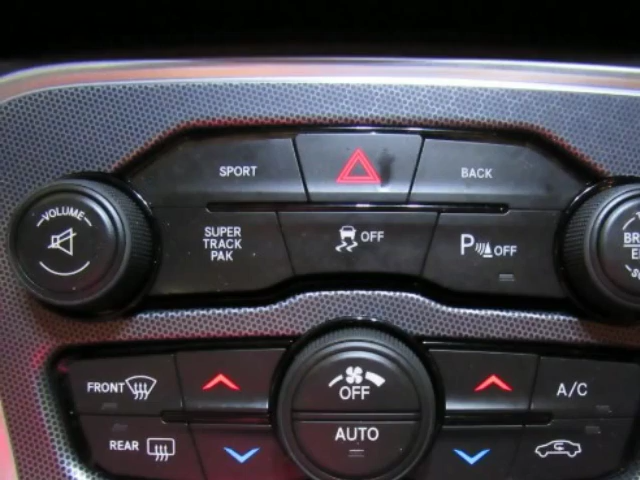 SPORT
BACK
VOLUME
SUPER
TRACK
PAK
OFF
P OFF
FRONT
OFF
A/C
REAR
AUTO